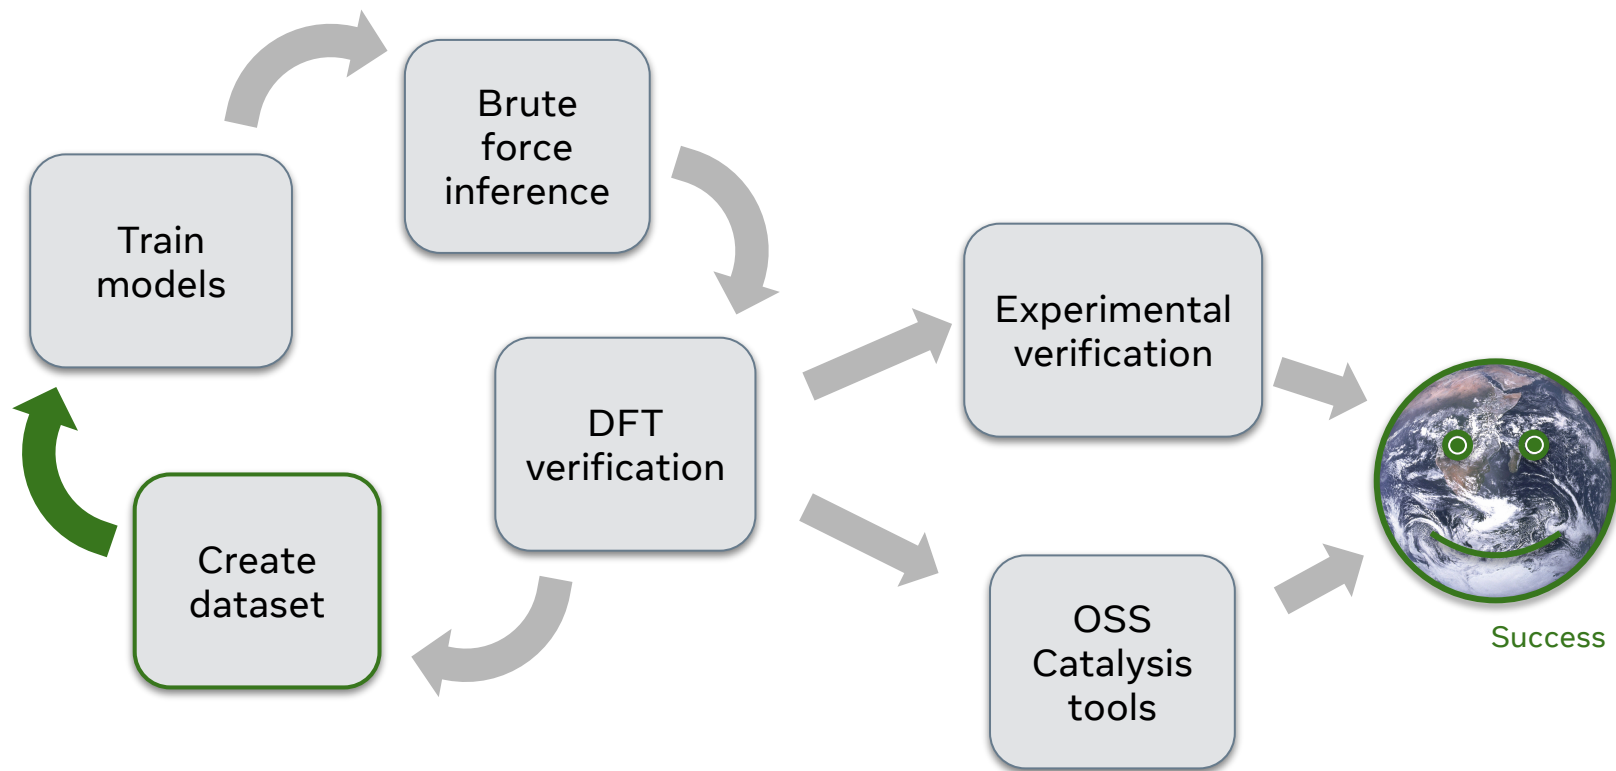 Brute
force
inference
Train
models
Experimental
verification
DFT
verification
Create
dataset
OSS
Catalysis
tools
Success